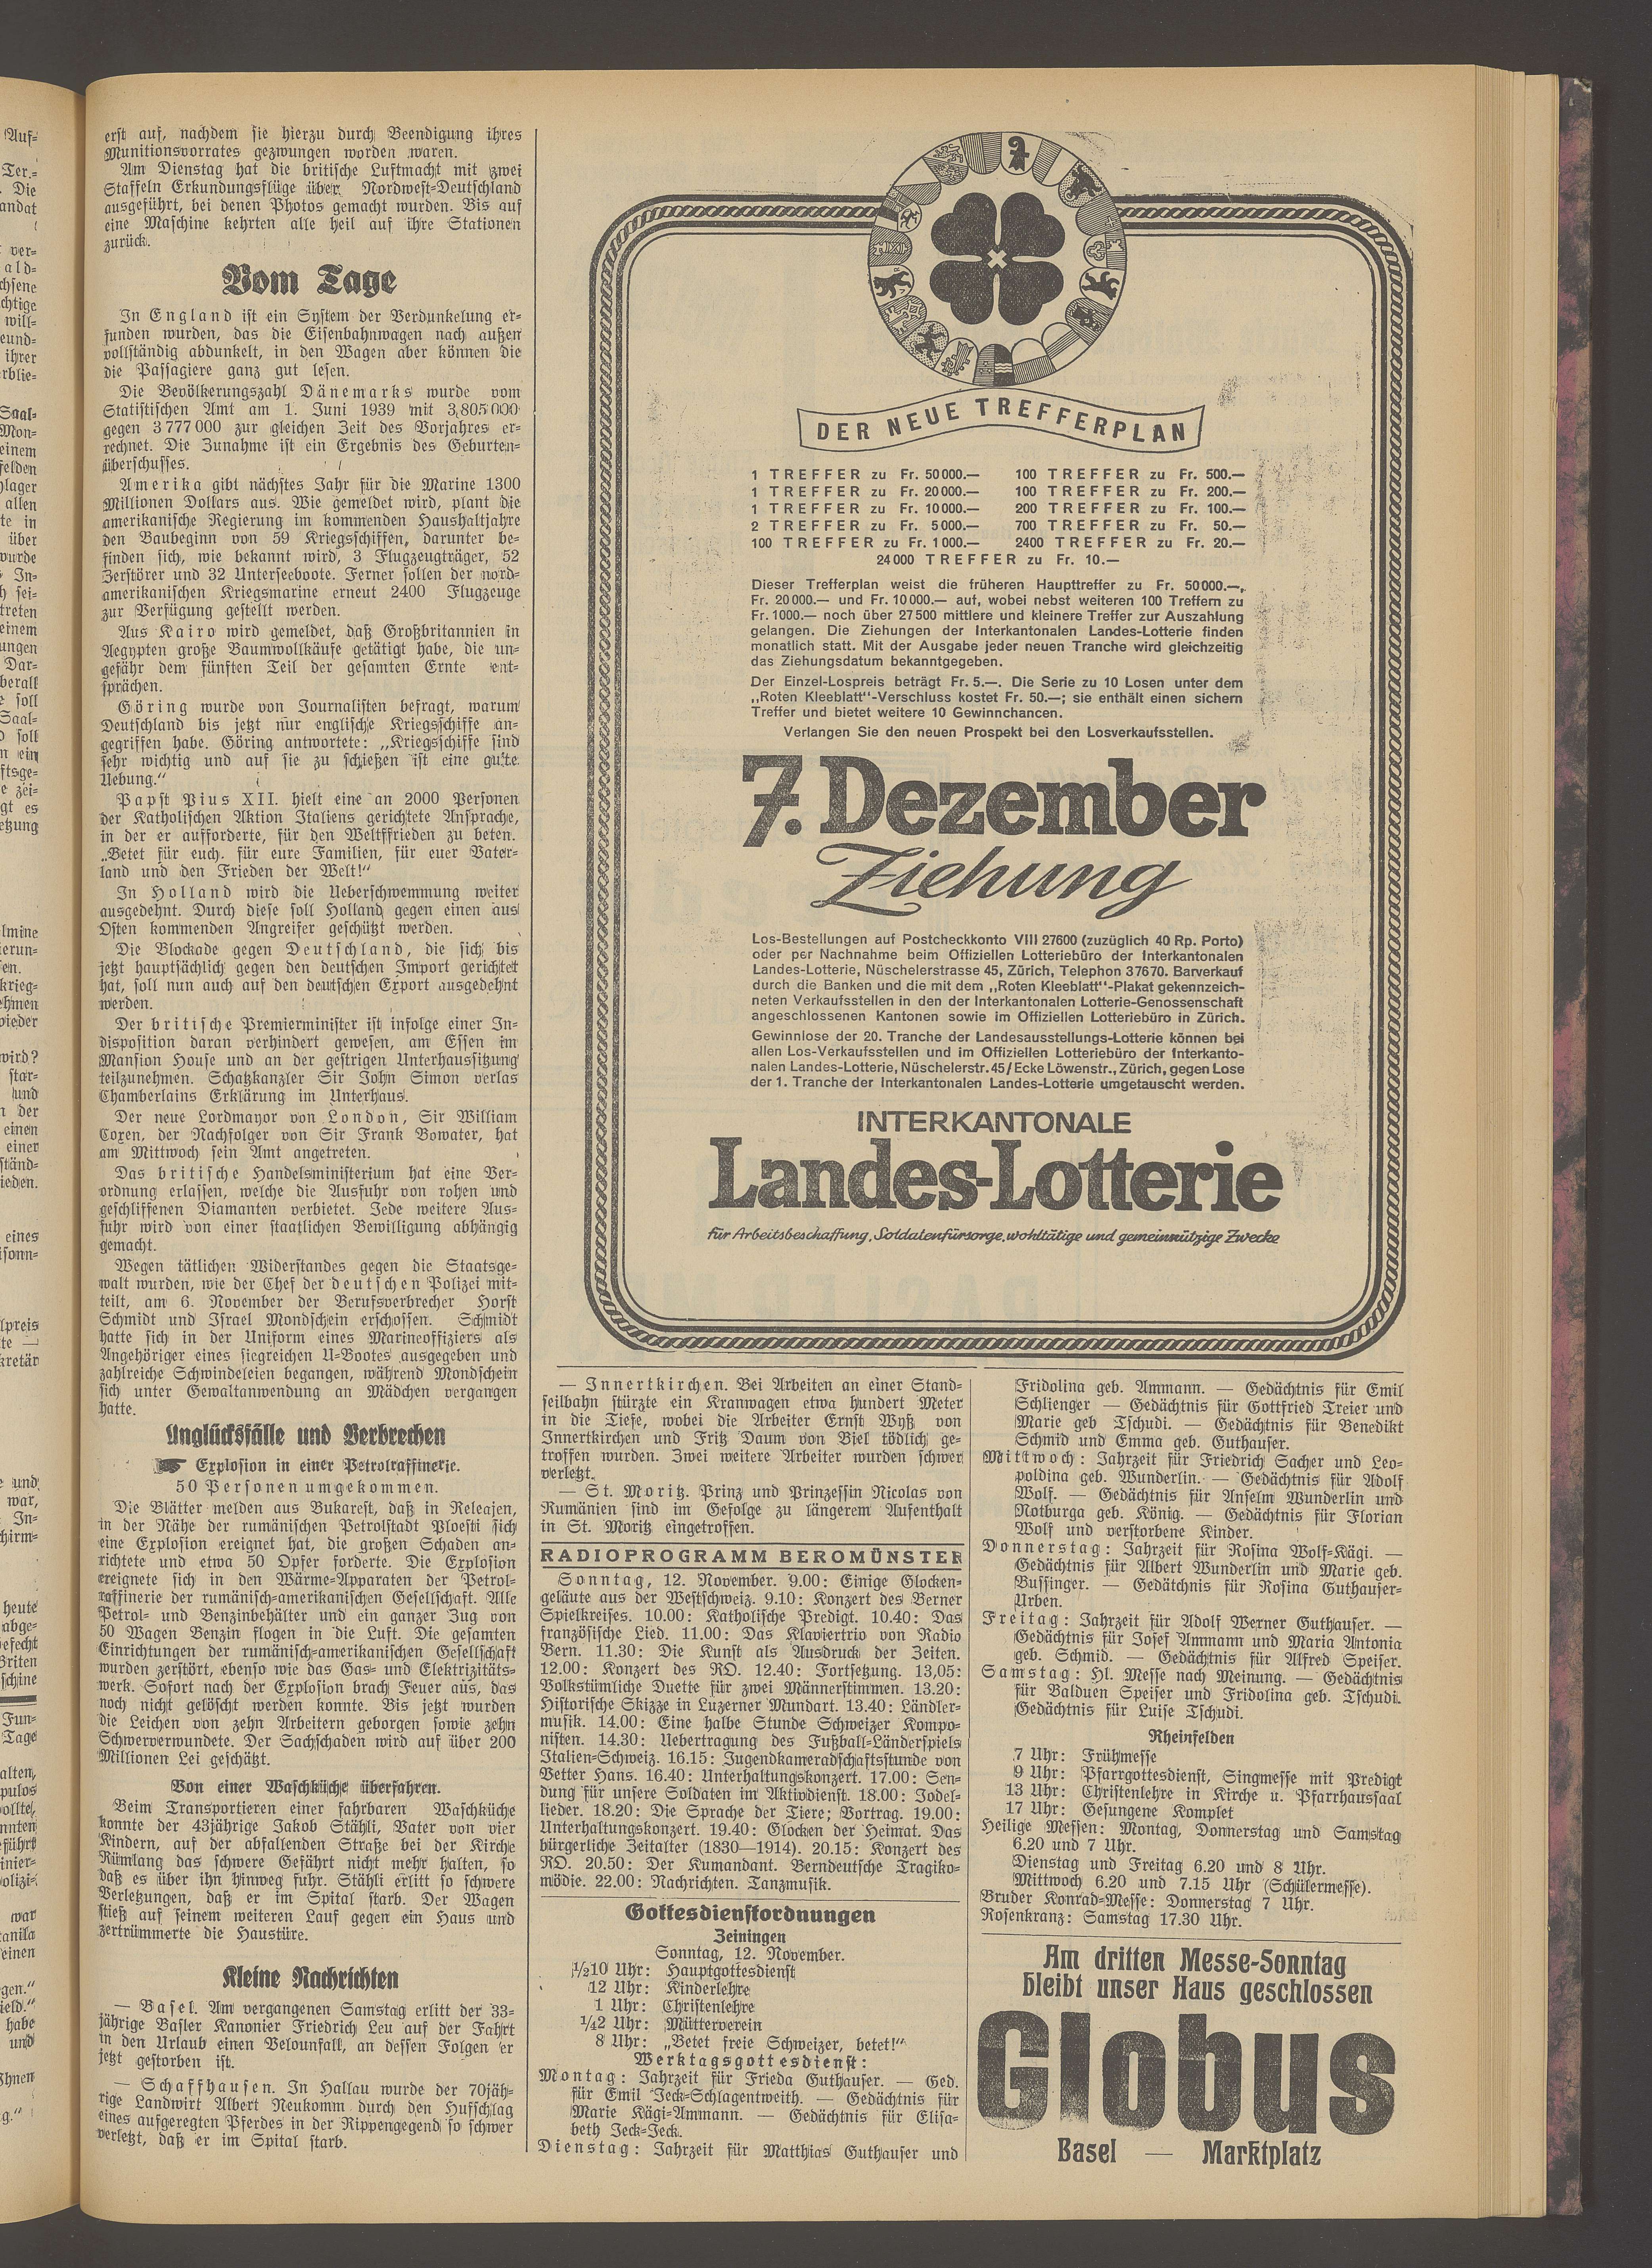 erst auf, nachdem sie hierzu durch Beendigung ihres
Munitionsvorrates gezwungen worden waren.
Am Dienstag hat die britische Luftmacht mit zwei
Staffeln Erkundungsflüge über Nordwest-Deutschland
ausgeführt, bei denen Photos gemacht wurden. Bis auf
eine Maschine kehrten alle heil auf ihre Stationen
zurück.
Vom Tage
In England ist ein System der Verdunkelung er-
funden wurden, das die Eisenbahnwagen nach außen
vollständig abdunkelt, in den Wagen aber können die
die Passagiere ganz gut lesen.
Die Bevölkerungszahl Dänemarks wurde vom
Statistischen Amt am 1. Juni 1939 mit 3,805 000
gegen 3 777 000 zur gleichen Zeit des Vorjahres er-
rechnet. Die Zunahme ist ein Ergebnis des Geburten-
überschusses.
Amerika gibt nächstes Jahr für die Marine 1300
Millionen Dollars aus. Wie gemeldet wird, plant die
amerikanische Regierung im kommenden Haushaltjahre
den Baubeginn von 59 Kriegsschiffen, darunter be-
finden sich, wie bekannt wird, 3 Flugzeugträger, 52
Zerstörer und 32 Unterseeboote. Ferner sollen der nord-
amerikanischen Kriegsmarine erneut 2400 Flugzeuge
zur Verfügung gestellt werden.
Aus Kairo wird gemeldet, daß Großbritannien in
Aegypten große Baumwollkäufe getätigt habe, die un-
gefähr dem fünften Teil der gesamten Ernte ent-
sprächen.
Göring wurde von Journalisten befragt, warum
Deutschland bis jetzt nur englische Kriegsschiffe an-
gegriffen habe. Göring antwortete: „Kriegsschiffe sind
sehr wichtig und auf sie zu schießen ist eine gute
Uebung.“
Papst Pius XII. hielt eine an 2000 Personen
der Katholischen Aktion Italiens gerichtete Ansprache,
in der er aufforderte, für den Weltffrieden zu beten.
„Betet für euch, für eure Familien, für euer Vater-
land und den Frieden der Welt!“
In Holland wird die Ueberschwemmung weiter
ausgedehnt. Durch diese soll Holland gegen einen aus
Osten kommenden Angreifer geschützt werden.
Die Blockade gegen Deutschland, die sich bis
jetzt hauptsächlich gegen den deutschen Import gerichtet
hat, soll nun auch auf den deutschen Export ausgedehnt
werden.
Der britische Premierminister ist infolge einer In-
disposition daran verhindert gewesen, am Essen im
Mansion House und an der gestrigen Unterhaussitzung
teilzunehmen. Schatzkanzler Sir John Simon verlas
Chamberlains Erklärung im Unterhaus.
Der neue Lordmayor von London, Sir William
Coxen, der Nachfolger von Sir Frank Bowater, hat
am Mittwoch sein Amt angetreten.
Das britische Handelsministerium hat eine Ver-
ordnung erlassen, welche die Ausfuhr von rohen und
geschliffenen Diamanten verbietet. Jede weitere Aus-
fuhr wird von einer staatlichen Bewilligung abhängig
gemacht.
Wegen tätlichen Widerstandes gegen die Staatsge-
walt wurden, wie der Chef der deutschen Polizei mit-
teilt, am 6. November der Berufsverbrecher Horst
Schmidt und Israel Mondschein erschossen. Schmidt
hatte sich in der Uniform eines Marineoffiziers als
Angehöriger eines siegreichen U-Bootes ausgegeben und
zahlreiche Schwindeleien begangen, während Mondschein
sich unter Gewaltanwendung an Mädchen vergangen
hatte.
Unglücksfälle und Verbrechen
Explosion in einer Petrolraffinerie.
50 Personen umgekommen.
Die Blätter melden aus Bukarest, daß in Releajen,
in der Nähe der rumänischen Petrolstadt Ploesti sich
eine Explosion ereignet hat, die großen Schaden an-
richtete und etwa 50 Opfer forderte. Die Explosion
ereignete sich in den Wärme-Apparaten der Petrol-
raffinerie der rumänisch-amerikanischen Gesellschaft. Alle
Petrol- und Benzinbehälter und ein ganzer Zug von
50 Wagen Benzin flogen in die Luft. Die gesamten
Einrichtungen der rumänisch-amerikanischen Gesellschaft
wurden zerstört, ebenso wie das Gas- und Elektrizitäts-
werk. Sofort nach der Explosion brach Feuer aus, das
noch nicht gelöscht werden konnte. Bis jetzt wurden
die Leichen von zehn Arbeitern geborgen sowie zehn
Schwerverwundete. Der Sachschaden wird auf über 200
Millionen Lei geschätzt.
Von einer Waschküche überfahren.
Beim Transportieren einer fahrbaren Waschküche
konnte der 43jährige Jakob Stähli, Vater von vier
Kindern, auf der abfallenden Straße bei der Kirche
Rümlang das schwere Gefährt nicht mehr halten, so
daß es über ihn hinweg fuhr. Stähli erlitt so schwere
Verletzungen, daß er im Spital starb. Der Wagen
stieß auf seinem weiteren Lauf gegen ein Haus und
zertrümmerte die Haustüre.
Kleine Nachrichten
— Basel. Am vergangenen Samstag erlitt der 33-
jährige Basler Kanonier Friedrich Leu auf der Fahrt
in den Urlaub einen Velounfall, an dessen Folgen er
jetzt gestorben ist.
— Schaffhausen. In Hallau wurde der 70jäh-
rige Landwirt Albert Neukomm durch den Hufschlag
eines aufgeregten Pferdes in der Rippengegend so schwer
verletzt, daß er im Spital starb.
DER NEUE TREFFERPLAN
1 TREFFER zu Fr. 50 000.— 100 TREFFER zu Fr. 500.—
1 TREFFER zu Fr. 20 000.— 100 TREFFER zu Fr. 200.—
1 TREFFER zu Fr. 10 000.— 200 TREFFER zu Fr. 100.—
2 TREFFER zu Fr. 5 000.— 700 TREFFER zu Fr. 50.—
100 TREFFER zu Fr. 1 000.— 2400 TREFFER zu Fr. 20.—
24 000 TREFFER zu Fr. 10.—
Dieser Trefferplan weist die früheren Haupttreffer zu Fr. 50 000.—,
Fr. 20 000.— und Fr. 10 000.— auf, wobei nebst weiteren 100 Treffern zu
Fr. 1000.— noch über 27 500 mittlere und kleinere Treffer zur Auszahlung
gelangen. Die Ziehungen der Interkantonalen Landes-Lotterie finden
monatlich statt. Mit der Ausgabe jeder neuen Tranche wird gleichzeitig
das Ziehungsdatum bekanntgegeben.
Der Einzel-Lospreis beträgt Fr. 5.—. Die Serie zu 10 Losen unter dem
„Roten Kleeblatt“-Verschluss kostet Fr. 50.—; sie enthält einen sichern
Treffer und bietet weitere 10 Gewinnchancen.
Verlangen Sie den neuen Prospekt bei den Losverkaufsstellen.
7. Dezember
Ziehung
Los-Bestellungen auf Postcheckkonto VIII 27600 (zuzüglich 40 Rp. Porto)
oder per Nachnahme beim Offiziellen Lotteriebüro der Interkantonalen
Landes-Lotterie, Nüschelerstrasse 45, Zürich, Telephon 37670. Barverkauf
durch die Banken und die mit dem „Roten Kleeblatt“-Plakat gekennzeich-
neten Verkaufsstellen in den der Interkantonalen Lotterie-Genossenschaft
angeschlossenen Kantonen sowie im Offiziellen Lotteriebüro in Zürich.
Gewinnlose der 20. Tranche der Landesausstellungs-Lotterie können bei
allen Los-Verkaufsstellen und im Offiziellen Lotteriebüro der Interkanto-
nalen Landes-Lotterie, Nüschelerstr. 45/Ecke Löwenstr., Zürich, gegen Lose
der 1. Tranche der Interkantonalen Landes-Lotterie umgetauscht werden.
INTERKANTONALE
Landes-Lotterie
für Arbeitsbeschaffung, Soldatenfürsorge, wohltätige und gemeinnützige Zwecke
— Innertkirchen. Bei Arbeiten an einer Stand-
seilbahn stürzte ein Kranwagen etwa hundert Meter
in die Tiefe, wobei die Arbeiter Ernst Wyß von
Innertkirchen und Fritz Daum von Biel tödlich ge-
troffen wurden. Zwei weitere Arbeiter wurden schwer
verletzt.
— St. Moritz. Prinz und Prinzessin Nicolas von
Rumänien sind im Gefolge zu längerem Aufenthalt
in St. Moritz eingetroffen.
RADIOPROGRAMM BEROMÜNSTER
Sonntag, 12. November. 9.00: Einige Glocken-
geläute aus der Westschweiz. 9.10: Konzert des Berner
Spielkreises. 10.00: Katholische Predigt. 10.40: Das
französische Lied. 11.00: Das Klaviertrio von Radio
Bern. 11.30: Die Kunst als Ausdruck der Zeiten.
12.00: Konzert des RO. 12.40: Fortsetzung. 13,05:
Volkstümliche Duette für zwei Männerstimmen. 13.20:
Historische Skizze in Luzerner Mundart. 13.40: Ländler-
musik. 14.00: Eine halbe Stunde Schweizer Kompo-
nisten. 14.30: Uebertragung des Fußball-Länderspiels
Italien-Schweiz. 16.15: Jugendkameradschaftsstunde von
Vetter Hans. 16.40: Unterhaltungskonzert. 17.00: Sen-
dung für unsere Soldaten im Aktivdienst. 18.00: Jodel-
lieder. 18.20: Die Sprache der Tiere; Vortrag. 19.00:
Unterhaltungskonzert. 19.40: Glocken der Heimat. Das
bürgerliche Zeitalter (1830—1914). 20.15: Konzert des
RO. 20.50: Der Kumandant. Berndeutsche Tragiko-
mödie. 22.00: Nachrichten. Tanzmusik.
Gottesdienstordnungen
Zeiningen
Sonntag, 12. November.
½10 Uhr: Hauptgottesdienst
12 Uhr: Kinderlehre
1 Uhr: Christenlehre
½2 Uhr: Mütterverein
8 Uhr: „Betet freie Schweizer, betet!“
Werktagsgottesdienst:
Montag: Jahrzeit für Frieda Guthauser. — Ged.
für Emil Jeck-Schlagentweith. — Gedächtnis für
Marie Kägi-Ammann. — Gedächtnis für Elisa-
beth Jeck-Jeck.
Dienstag: Jahrzeit für Matthias Guthauser und
Fridolina geb. Ammann. — Gedächtnis für Emil
Schlienger — Gedächtnis für Gottfried Treier und
Marie geb Tschudi. — Gedächtnis für Benedikt
Schmid und Emma geb. Guthauser.
Mittwoch: Jahrzeit für Friedrich Sacher und Leo-
poldina geb. Wunderlin. — Gedächtnis für Adolf
Wolf. — Gedächtnis für Anselm Wunderlin und
Notburga geb. König. — Gedächtnis für Florian
Wolf und verstorbene Kinder.
Donnerstag: Jahrzeit für Rosina Wolf-Kägi. —
Gedächtnis für Albert Wunderlin und Marie geb.
Bussinger. — Gedätchnis für Rosina Guthauser-
Urben.
Freitag: Jahrzeit für Adolf Werner Guthauser. —
Gedächtnis für Josef Ammann und Maria Antonia
geb. Schmid. — Gedächtnis für Alfred Speiser.
Samstag: Hl. Messe nach Meinung. — Gedächtnis
für Balduen Speiser und Fridolina geb. Tschudi.
Gedächtnis für Luise Tschudi.
Rheinfelden
7 Uhr: Frühmesse
9 Uhr: Pfarrgottesdienst, Singmesse mit Predigt
13 Uhr: Christenlehre in Kirche u. Pfarrhaussaal
17 Uhr: Gesungene Komplet
Heilige Messen: Montag, Donnerstag und Samstag
6.20 und 7 Uhr.
Dienstag und Freitag 6.20 und 8 Uhr.
Mittwoch 6.20 und 7.15 Uhr (Schülermesse).
Bruder Konrad-Messe: Donnerstag 7 Uhr.
Rosenkranz: Samstag 17.30 Uhr.
Am dritten Messe-Sonntag
bleibt unser Haus geschlossen
Globus
Basel — Marktplatz